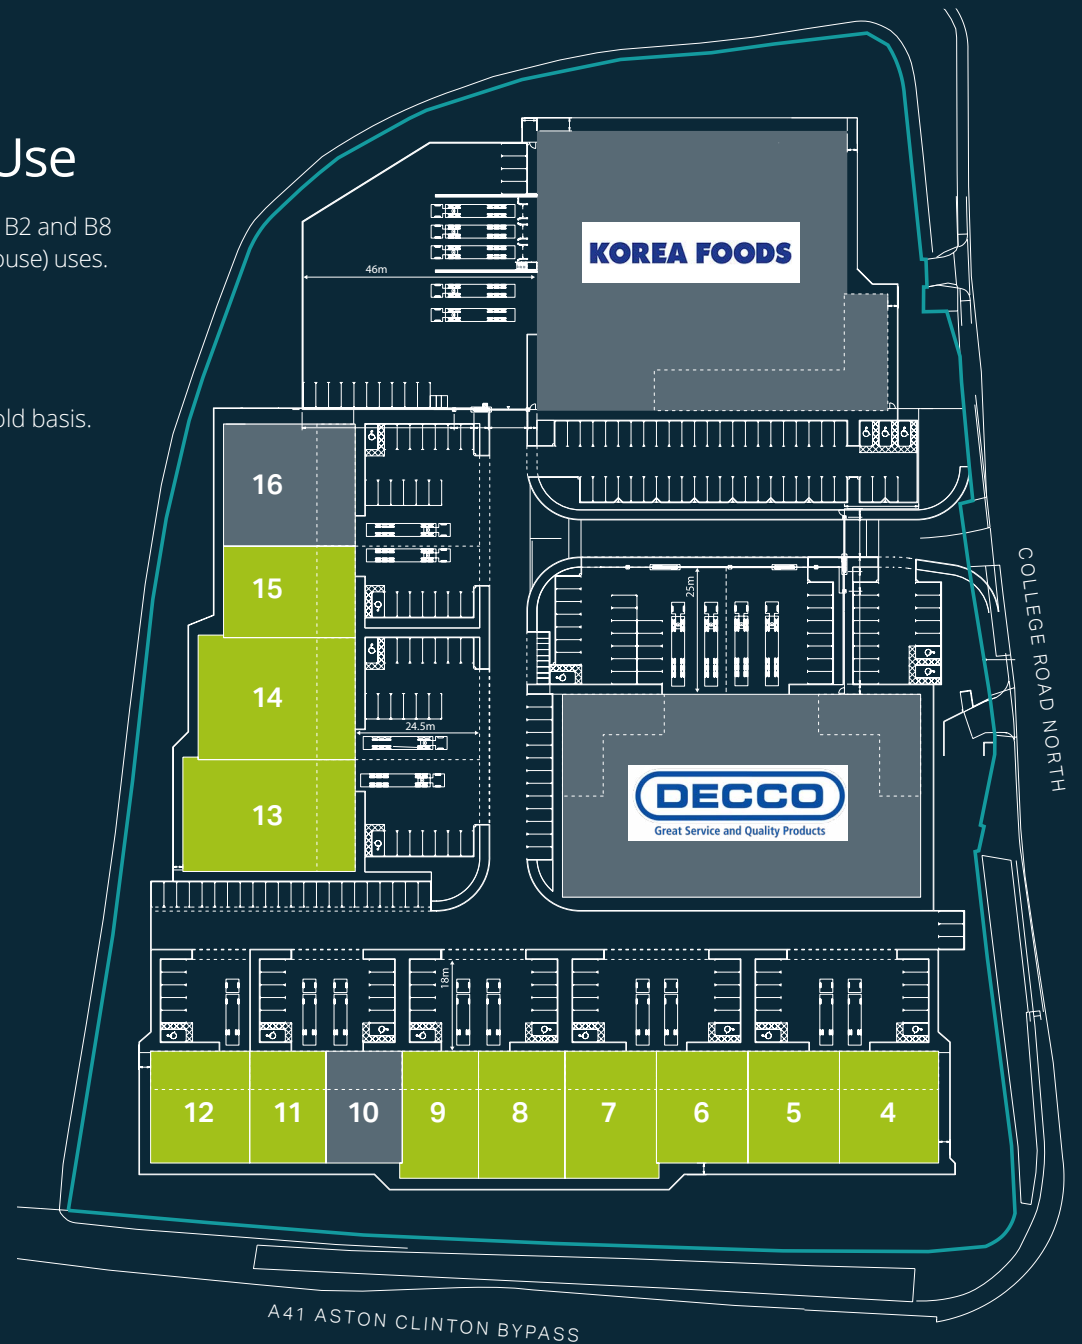 Use
B2 and B8
ouse) uses.
old basis.
KOREA FOODS
46m
16
15
14
13
24.5m
25m
DECCO
Great Service and Quality Products
COLLEGE ROAD NORTH
18m
12
11
10
9
8
7
6
5
4
A41 ASTON CLINTON BYPASS